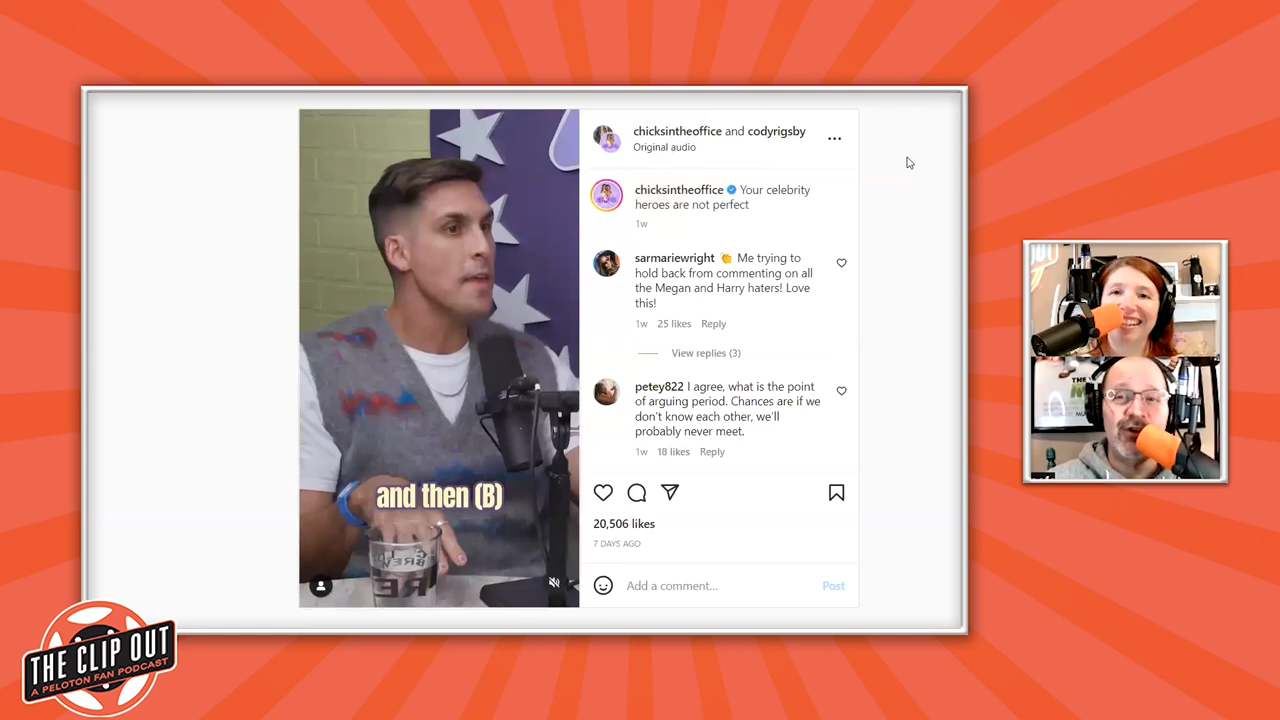 chicksintheoffice and codyrigsby
Original audio
chicksintheoffice Your celebrity
heroes are not perfect
1w
sarmariewright 👏 Me trying to
hold back from commenting on all
the Megan and Harry haters! Love
this!
1w 25 likes Reply
View replies (3)
petey822 I agree, what is the point
of arguing period. Chances are if we
don't know each other, we'll
probably never meet.
1w 18 likes Reply
and then (B)
20,506 likes
7 DAYS AGO
Add a comment... Post
THE CLIP OUT
A PELOTON FAN PODCAST